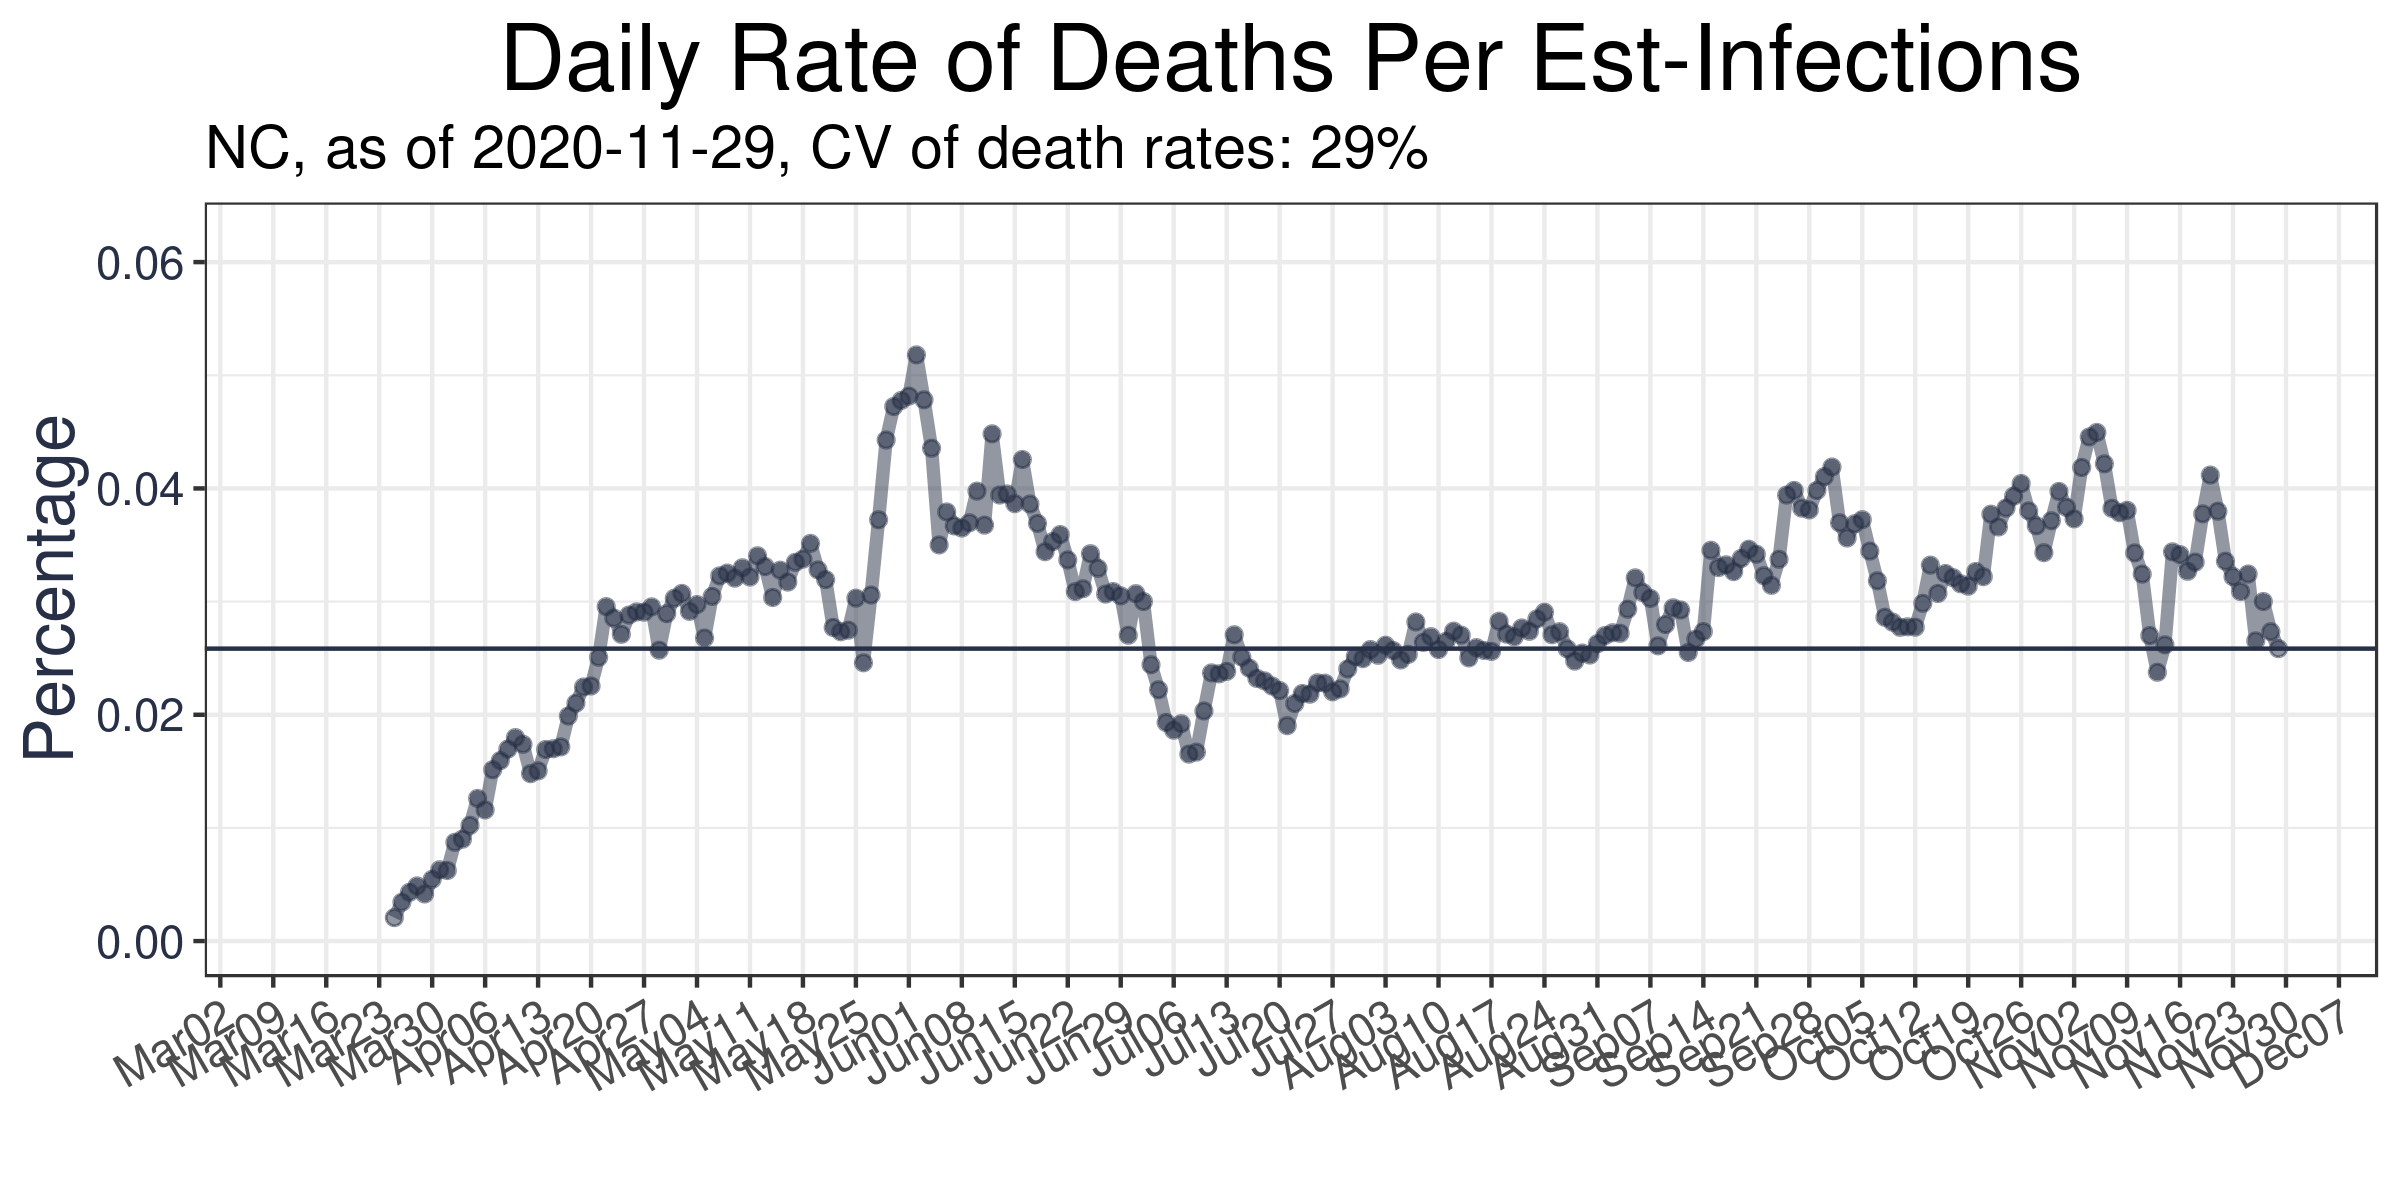 Daily Rate of Deaths Per Est-Infections
NC, as of 2020-11-29, CV of death rates: 29%
Percentage
0.06
0.04
0.02
0.00
Mar02
Mar09
Mar16
Mar23
Mar30
Apr06
Apr13
Apr20
Apr27
May04
May11
May18
May25
Jun01
Jun08
Jun15
Jun22
Jun29
Jul06
Jul13
Jul20
Jul27
Aug03
Aug10
Aug17
Aug24
Aug31
Sep07
Sep14
Sep21
Sep28
Oct05
Oct12
Oct19
Oct26
Nov02
Nov09
Nov16
Nov23
Nov30
Dec07